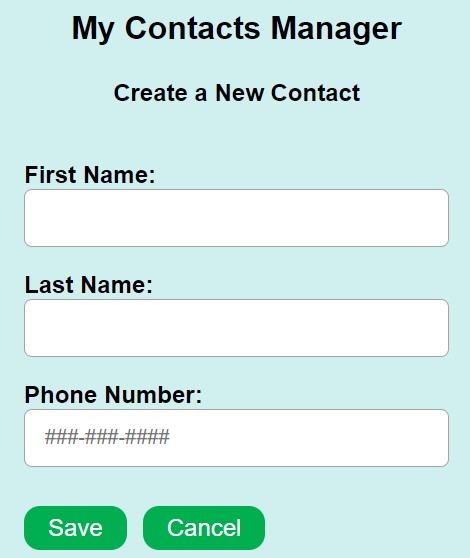 My Contacts Manager
Create a New Contact
First Name:
Last Name:
Phone Number:
###-###-####
Save Cancel